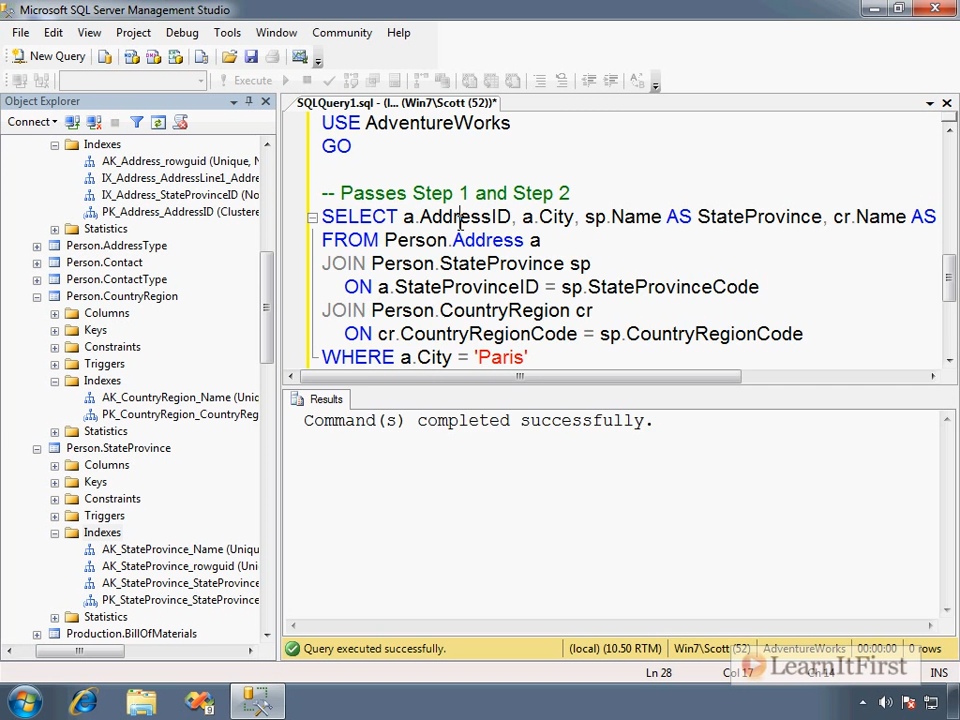 Microsoft SQL Server Management Studio
File Edit View Project Debug Tools Window Community Help
New Query
Execute
Object Explorer
SQLQuery1.sql - (l... (Win7\Scott (52))*
Connect
Indexes
AK_Address_rowguid (Unique, N
IX_Address_AddressLine1_Addre
IX_Address_StateProvinceID (No
PK_Address_AddressID (Cluster
Statistics
Person.AddressType
Person.Contact
Person.ContactType
Person.CountryRegion
Columns
Keys
Constraints
Triggers
Indexes
AK_CountryRegion_Name (Uniq
PK_CountryRegion_CountryReg
Statistics
Person.StateProvince
Columns
Keys
Constraints
Triggers
Indexes
AK_StateProvince_Name (Uniqu
AK_StateProvince_rowguid (Uni
AK_StateProvince_StateProvinc
PK_StateProvince_StateProvince
Statistics
Production.BillOfMaterials
USE AdventureWorks
GO
-- Passes Step 1 and Step 2
SELECT a.AddressID, a.City, sp.Name AS StateProvince, cr.Name AS
FROM Person.Address a
JOIN Person.StateProvince sp
ON a.StateProvinceID = sp.StateProvinceCode
JOIN Person.CountryRegion cr
ON cr.CountryRegionCode = sp.CountryRegionCode
WHERE a.City = 'Paris'
Results
Command(s) completed successfully.
Query executed successfully.
(local) (10.50 RTM)
Win7\Scott (52)
AdventureWorks
00:00:00
0 rows
LearnItFirst
Ln 28
Col 17
Ch 14
INS